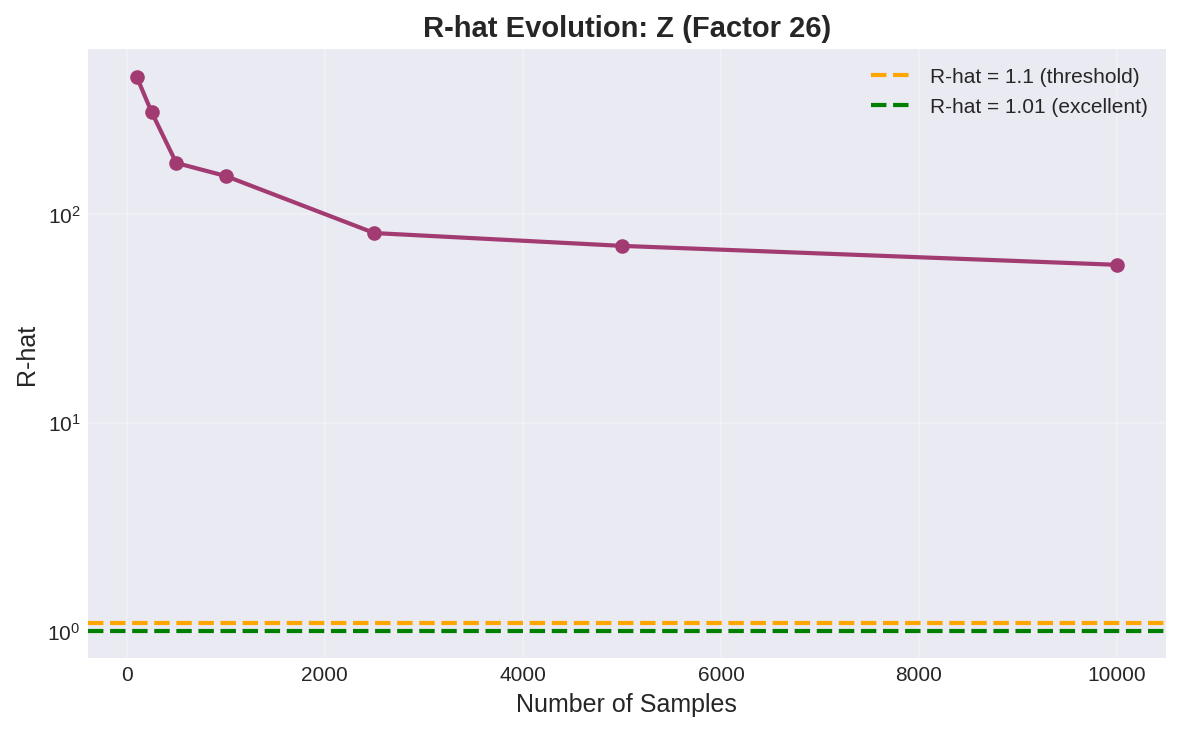 R-hat Evolution: Z (Factor 26)
R-hat = 1.1 (threshold)
R-hat = 1.01 (excellent)
10²
10¹
10⁰
R-hat
0 2000 4000 6000 8000 10000
Number of Samples